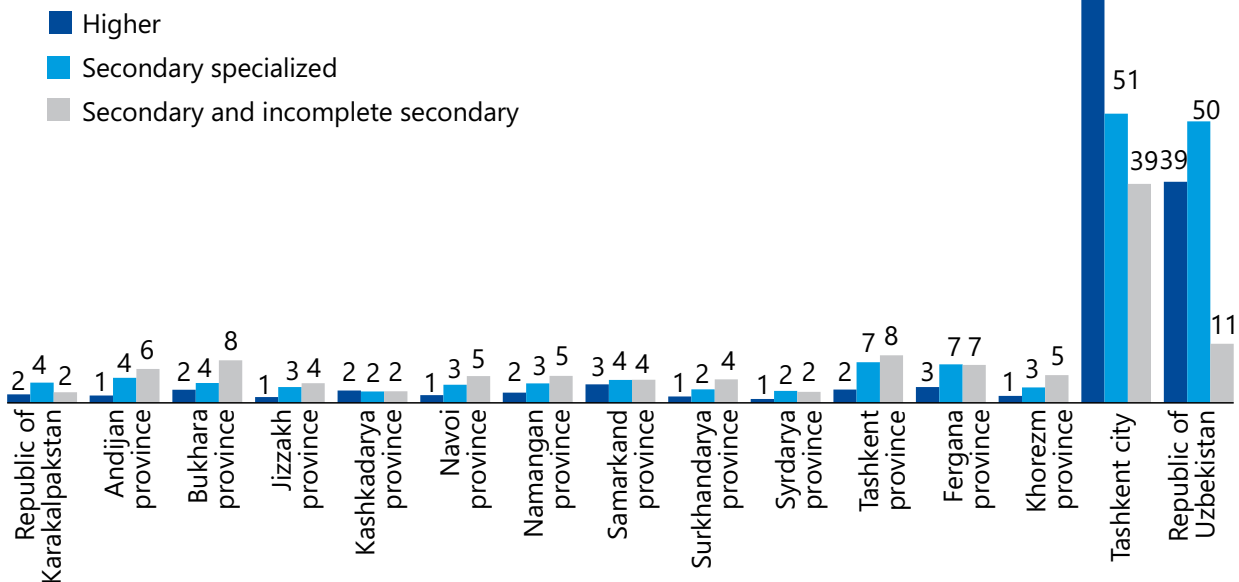 Higher
Secondary specialized
Secondary and incomplete secondary
2 4 2
1 4 6
2 4 8
1 3 4
2 2 2
1 3 5
2 3 5
3 4 4
1 2 4
1 2 2
2 7 8
3 7 7
1 3 5
51 39
39 50 11
Republic of
Karakalpakstan
Andijan
province
Bukhara
province
Jizzakh
province
Kashkadarya
province
Navoi
province
Namangan
province
Samarkand
province
Surkhandarya
province
Syrdarya
province
Tashkent
province
Fergana
province
Khorezm
province
Tashkent city
Republic of
Uzbekistan